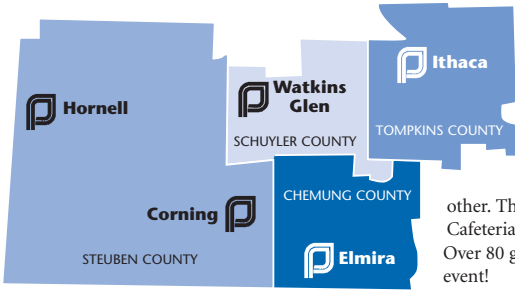 Ithaca
Watkins
Glen
Hornell
TOMPKINS COUNTY
SCHUYLER COUNTY
CHEMUNG COUNTY
Corning
STEUBEN COUNTY
Elmira
other. Th
Cafeteria
Over 80 g
event!